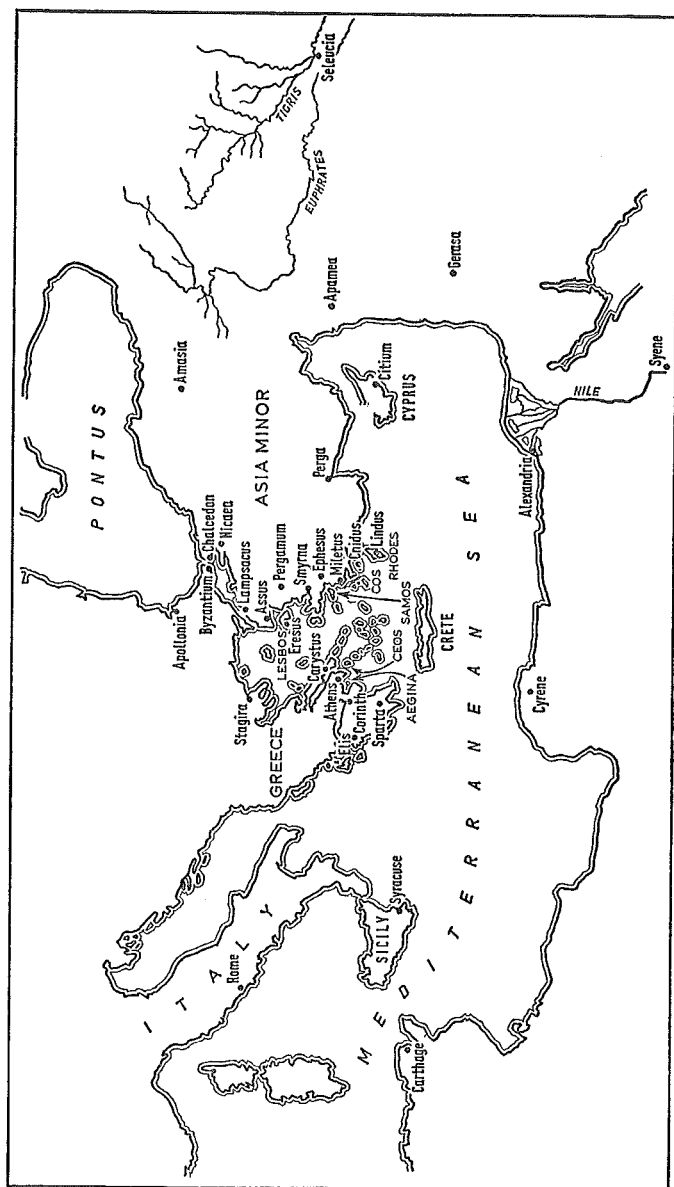 PONTUS
ITALY
Rome
SICILY
Syracuse
Carthage
MEDITERRANEAN SEA
GREECE
Stagira
Apollonia
Byzantium
Chalcedon
Nicaea
Lampsacus
Assus
Pergamum
LESBOS
Eresus
Smyrna
Ephesus
Miletus
Cnidus
Lindus
COS
RHODES
SAMOS
CEOS
Carystus
Athens
AEGINA
Corinth
Elis
Sparta
CRETE
ASIA MINOR
Amasia
Perga
CYPRUS
Citium
Apamea
Gerasa
TIGRIS
EUPHRATES
Seleucia
Cyrene
Alexandria
NILE
Syene